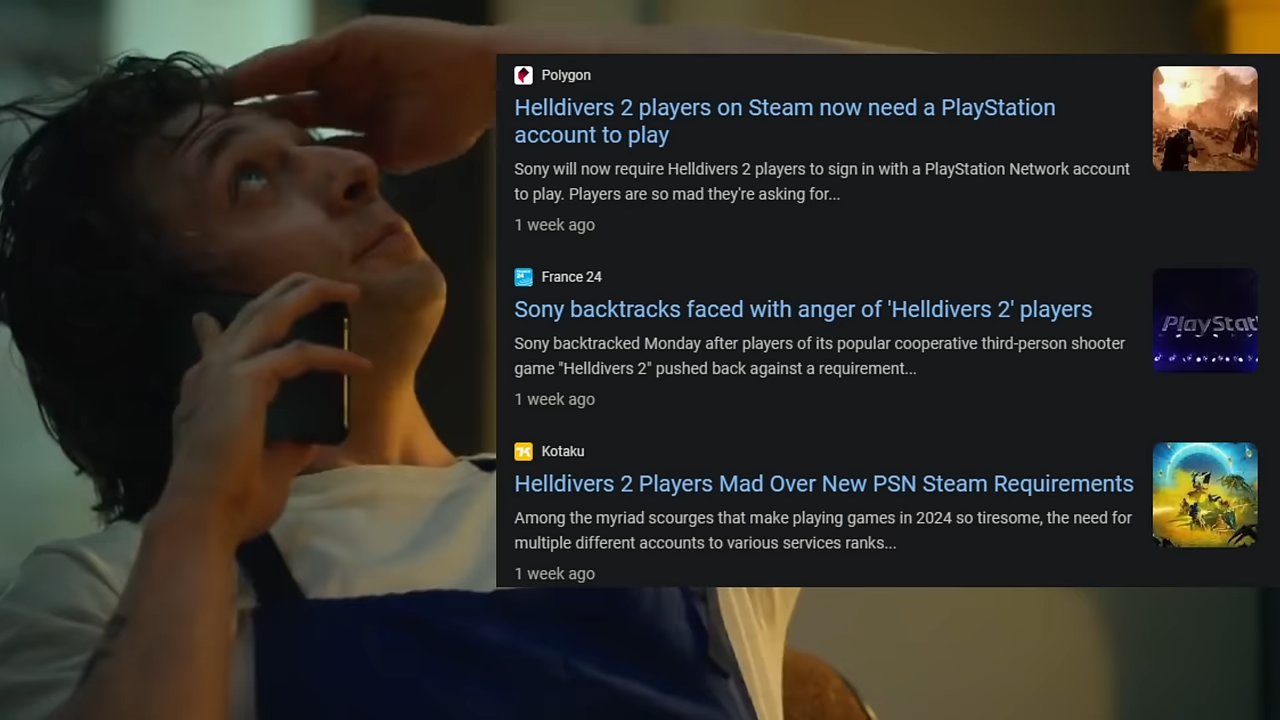 Polygon
Helldivers 2 players on Steam now need a PlayStation
account to play
Sony will now require Helldivers 2 players to sign in with a PlayStation Network account
to play. Players are so mad they're asking for...
1 week ago
France 24
Sony backtracks faced with anger of 'Helldivers 2' players
Sony backtracked Monday after players of its popular cooperative third-person shooter
game "Helldivers 2" pushed back against a requirement...
1 week ago
PlayStat
Kotaku
Helldivers 2 Players Mad Over New PSN Steam Requirements
Among the myriad scourges that make playing games in 2024 so tiresome, the need for
multiple different accounts to various services ranks...
1 week ago